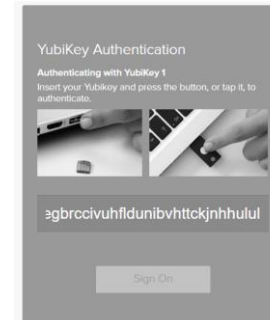 YubiKey Authentication
Authenticating with YubiKey 1
Insert your Yubikey and press the button, or tap it, to
authenticate.
egbrccivuhfldunibvhttckjnhhulul
Sign On